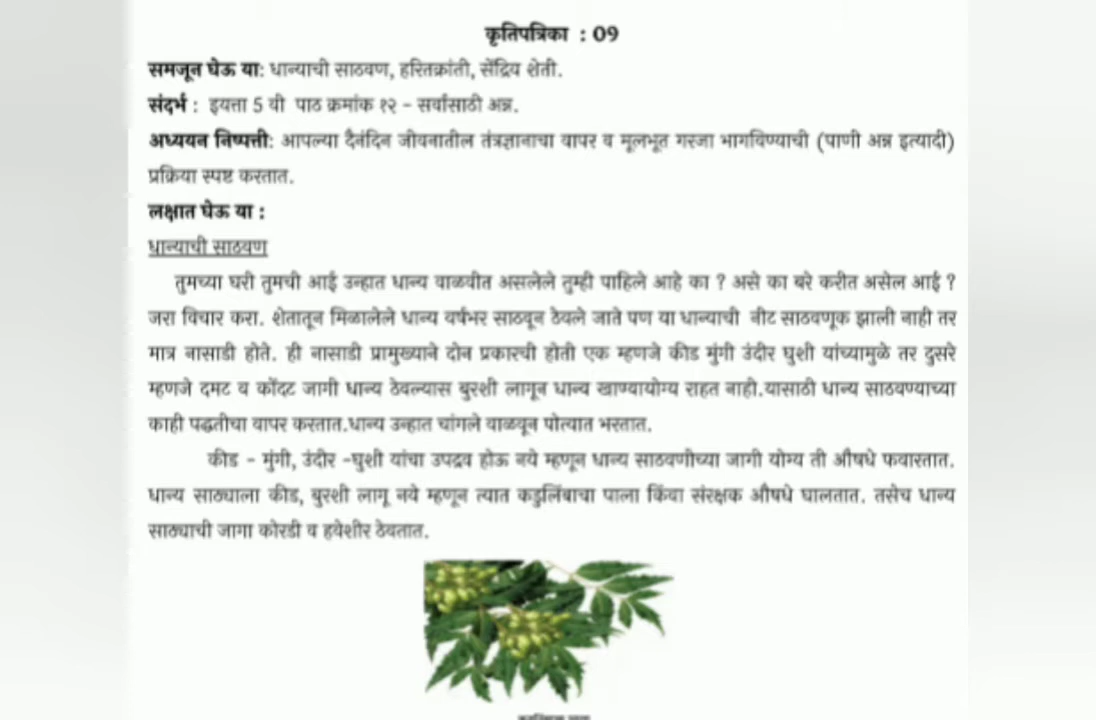 कृतिपत्रिका : 09
समजून घेऊ या: धान्याची साठवण, हरितक्रांती, सेंद्रिय शेती.
संदर्भ : इयत्ता 5 वी पाठ क्रमांक १२ - सर्वांसाठी अन्न.
अध्ययन निष्पत्ती: आपल्या दैनंदिन जीवनातील तंत्रज्ञानाचा वापर व मूलभूत गरजा भागविण्याची (पाणी अन्न इत्यादी)
प्रक्रिया स्पष्ट करतात.
लक्षात घेऊ या :
धान्याची साठवण
तुमच्या घरी तुमची आई उन्हात धान्य वाळवीत असलेले तुम्ही पाहिले आहे का ? असे का बरे करीत असेल आई ?
जरा विचार करा. शेतातून मिळालेले धान्य वर्षभर साठवून ठेवले जाते पण या धान्याची नीट साठवणूक झाली नाही तर
मात्र नासाडी होते. ही नासाडी प्रामुख्याने दोन प्रकारची होती एक म्हणजे कीड मुंगी उंदीर घुशी यांच्यामुळे तर दुसरे
म्हणजे दमट व कोंदट जागी धान्य ठेवल्यास बुरशी लागून धान्य खाण्यायोग्य राहत नाही.यासाठी धान्य साठवण्याच्या
काही पद्धतीचा वापर करतात.धान्य उन्हात चांगले वाळवून पोत्यात भरतात.
कीड - मुंगी, उंदीर -घुशी यांचा उपद्रव होऊ नये म्हणून धान्य साठवणीच्या जागी योग्य ती औषधे फवारतात.
धान्य साठ्याला कीड, बुरशी लागू नये म्हणून त्यात कडुलिंबाचा पाला किंवा संरक्षक औषधे घालतात. तसेच धान्य
साठ्याची जागा कोरडी व हवेशीर ठेवतात.